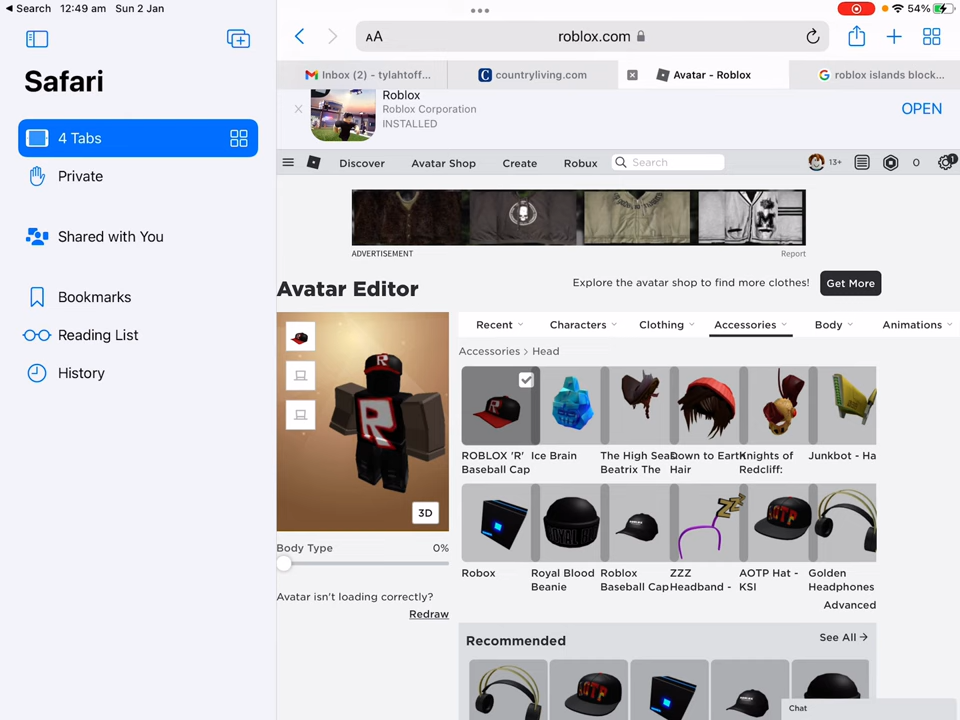 Search 12:49 am Sun 2 Jan
54%
Safari
4 Tabs
Private
Shared with You
Bookmarks
Reading List
History
AA roblox.com
Inbox (2) - tylahtoff...
countryliving.com
Avatar - Roblox
roblox islands block...
Roblox
Roblox Corporation
INSTALLED
OPEN
Discover Avatar Shop Create Robux Search 13+ 0 1
M
ADVERTISEMENT Report
Avatar Editor
Explore the avatar shop to find more clothes! Get More
Recent Characters Clothing Accessories Body Animations
Accessories > Head
R
R
3D
Body Type 0%
Avatar isn't loading correctly?
Redraw
ROBLOX 'R' Baseball Cap
Ice Brain
The High Seas Beatrix The
Down to Earth Hair
Knights of Redcliff:
Junkbot - Ha
Robox
Royal Blood Beanie
Roblox Baseball Cap
ZZZ Headband -
AOTP Hat - KSI
Golden Headphones
Advanced
Recommended See All
Chat